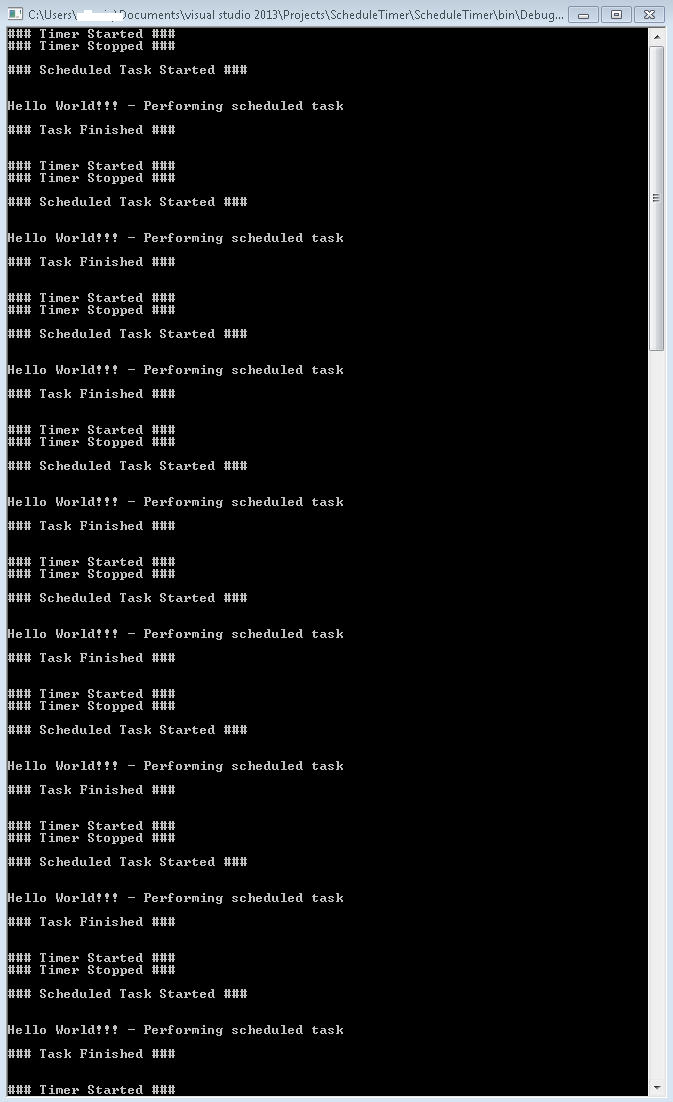 C:\Users\ \Documents\visual studio 2013\Projects\ScheduleTimer\ScheduleTimer\bin\Debug...
### Timer Started ###
### Timer Stopped ###
### Scheduled Task Started ###
Hello World!!! - Performing scheduled task
### Task Finished ###
### Timer Started ###
### Timer Stopped ###
### Scheduled Task Started ###
Hello World!!! - Performing scheduled task
### Task Finished ###
### Timer Started ###
### Timer Stopped ###
### Scheduled Task Started ###
Hello World!!! - Performing scheduled task
### Task Finished ###
### Timer Started ###
### Timer Stopped ###
### Scheduled Task Started ###
Hello World!!! - Performing scheduled task
### Task Finished ###
### Timer Started ###
### Timer Stopped ###
### Scheduled Task Started ###
Hello World!!! - Performing scheduled task
### Task Finished ###
### Timer Started ###
### Timer Stopped ###
### Scheduled Task Started ###
Hello World!!! - Performing scheduled task
### Task Finished ###
### Timer Started ###
### Timer Stopped ###
### Scheduled Task Started ###
Hello World!!! - Performing scheduled task
### Task Finished ###
### Timer Started ###
### Timer Stopped ###
### Scheduled Task Started ###
Hello World!!! - Performing scheduled task
### Task Finished ###
### Timer Started ###